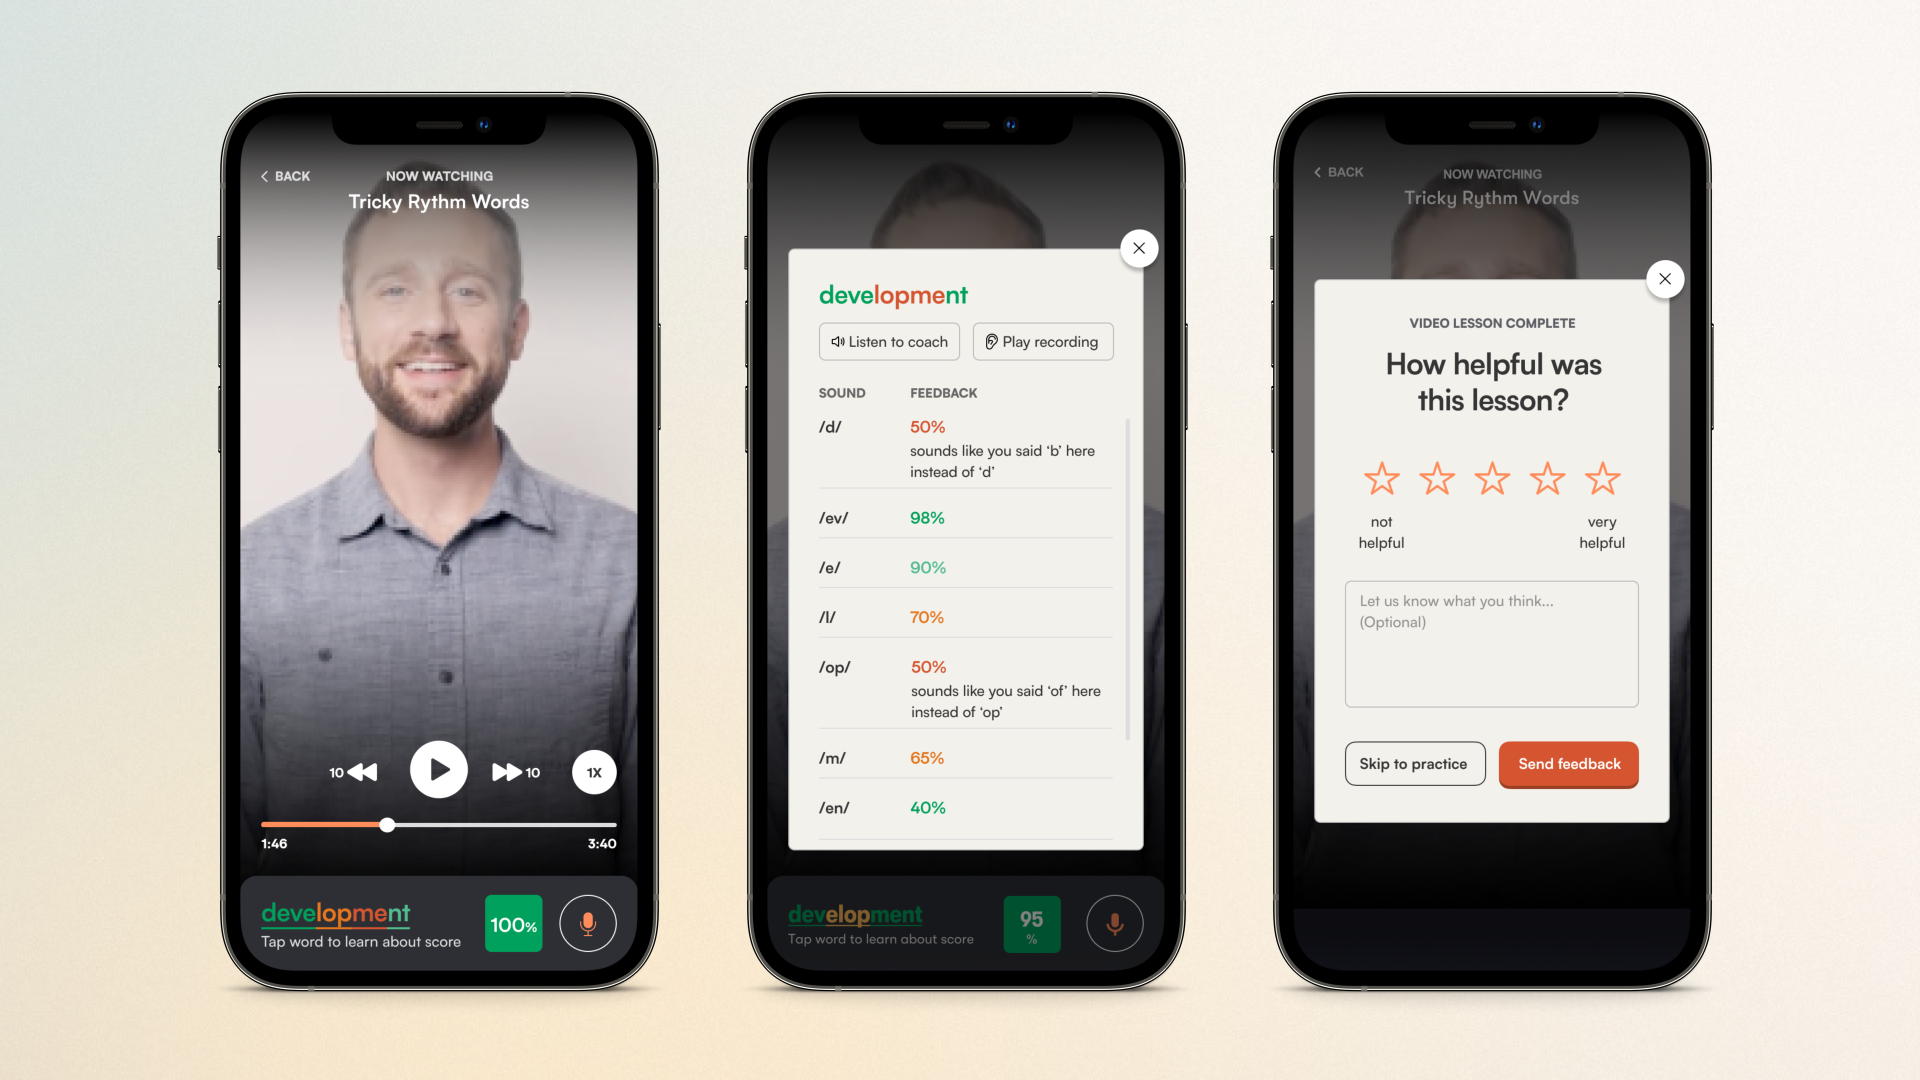 BACK
NOW WATCHING
Tricky Rythm Words
10
10
1X
1:46
3:40
development
100%
Tap word to learn about score
development
Listen to coach
Play recording
SOUND FEEDBACK
/d/ 50%
sounds like you said ‘b’ here
instead of ‘d’
/ev/ 98%
/e/ 90%
/l/ 70%
/op/ 50%
sounds like you said ‘of’ here
instead of ‘op’
/m/ 65%
/en/ 40%
development
95
%
Tap word to learn about score
BACK
NOW WATCHING
Tricky Rythm Words
VIDEO LESSON COMPLETE
How helpful was
this lesson?
not
helpful
very
helpful
Let us know what you think...
(Optional)
Skip to practice
Send feedback